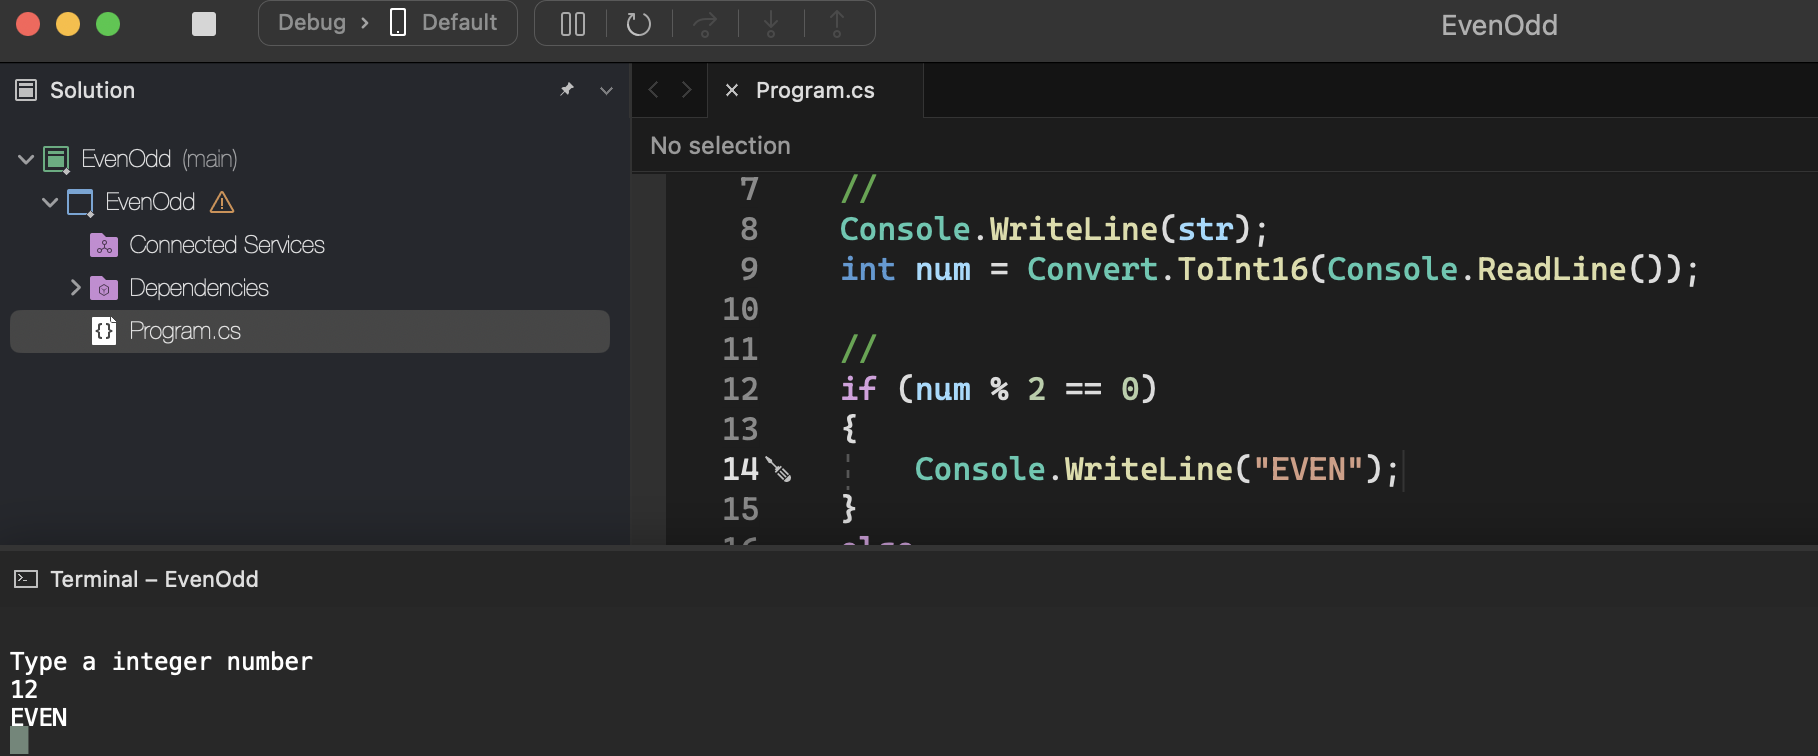 Debug > Default
EvenOdd
Solution
Program.cs
No selection
EvenOdd (main)
EvenOdd
Connected Services
Dependencies
Program.cs
7 //
8 Console.WriteLine(str);
9 int num = Convert.ToInt16(Console.ReadLine());
10
11 //
12 if (num % 2 == 0)
13 {
14 Console.WriteLine("EVEN");
15 }
16 else
Terminal – EvenOdd
Type a integer number
12
EVEN